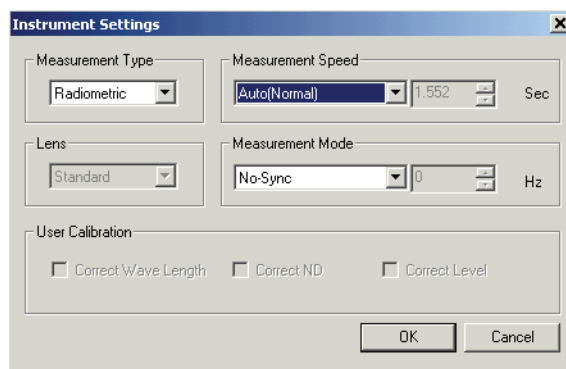 Instrument Settings
Measurement Type
Radiometric
Measurement Speed
Auto(Normal)
1.552
Sec
Lens
Standard
Measurement Mode
No-Sync
0
Hz
User Calibration
Correct Wave Length
Correct ND
Correct Level
OK
Cancel